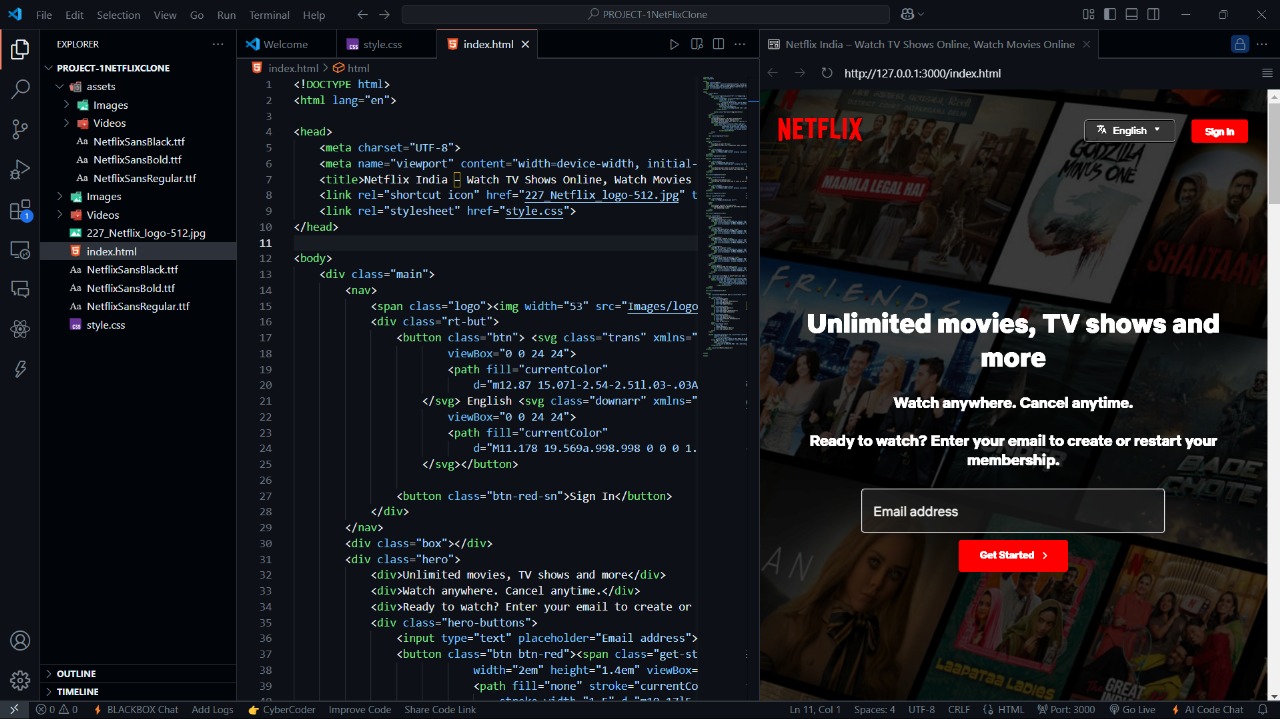 File Edit Selection View Go Run Terminal Help
PROJECT-1NetFlixClone
EXPLORER
PROJECT-1NETFLIXCLONE
assets
Images
Videos
NetflixSansBlack.ttf
NetflixSansBold.ttf
NetflixSansRegular.ttf
Images
Videos
227_Netflix_logo-512.jpg
index.html
NetflixSansBlack.ttf
NetflixSansBold.ttf
NetflixSansRegular.ttf
style.css
OUTLINE
TIMELINE
1
Welcome
style.css
index.html
index.html > html
1 <!DOCTYPE html>
2 <html lang="en">
3
4 <head>
5 <meta charset="UTF-8">
6 <meta name="viewport" content="width=device-width, initial-
7 <title>Netflix India – Watch TV Shows Online, Watch Movies
8 <link rel="shortcut icon" href="227_Netflix_logo-512.jpg" t
9 <link rel="stylesheet" href="style.css">
10 </head>
11
12 <body>
13 <div class="main">
14 <nav>
15 <span class="logo"><img width="53" src="Images/logo
16 <div class="rt-but">
17 <button class="btn"> <svg class="trans" xmlns="
18 viewBox="0 0 24 24">
19 <path fill="currentColor"
20 d="m12.87 15.07l-2.54-2.51l.03-.03A
21 </svg> English <svg class="downarr" xmlns="
22 viewBox="0 0 24 24">
23 <path fill="currentColor"
24 d="M11.178 19.569a.998.998 0 0 0 1.
25 </svg></button>
26
27 <button class="btn-red-sn">Sign In</button>
28 </div>
29 </nav>
30 <div class="box"></div>
31 <div class="hero">
32 <div>Unlimited movies, TV shows and more</div>
33 <div>Watch anywhere. Cancel anytime.</div>
34 <div>Ready to watch? Enter your email to create or
35 <div class="hero-buttons">
36 <input type="text" placeholder="Email address">
37 <button class="btn btn-red"><span class="get-st
38 width="2em" height="1.4em" viewBox=
39 <path fill="none" stroke="currentCo
Netflix India – Watch TV Shows Online, Watch Movies Online
http://127.0.0.1:3000/index.html
NETFLIX
English
Sign In
MAAMLA LEGAL HAI
GODZILLA
MINUS ONE
FRIENDS
Unlimited movies, TV shows and
more
Watch anywhere. Cancel anytime.
Ready to watch? Enter your email to create or restart your
membership.
Email address
Get Started
LAAPATAA LADIES
THE GREAT
0 0 BLACKBOX Chat Add Logs CyberCoder Improve Code Share Code Link
Ln 11, Col 1 Spaces: 4 UTF-8 CRLF HTML Port: 3000 Go Live AI Code Chat